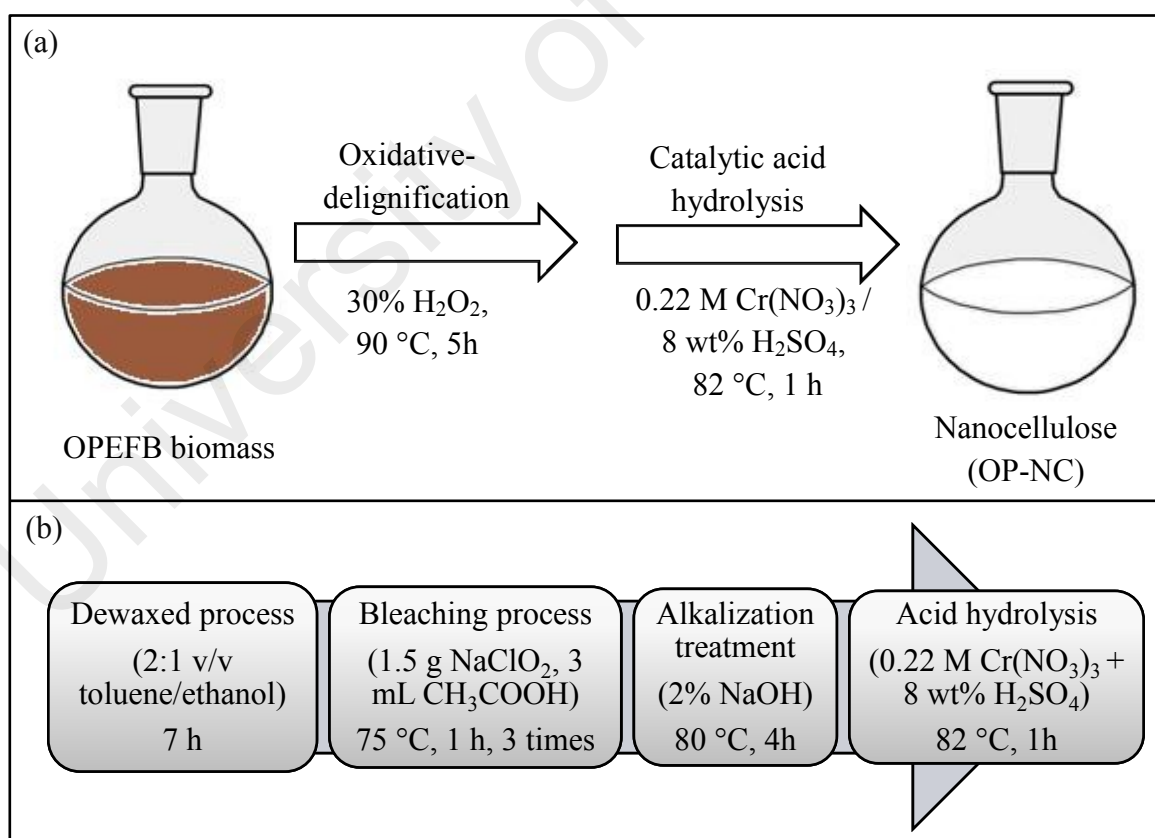 (a)
Oxidative-
delignification
30% H₂O₂,
90 °C, 5h
Catalytic acid
hydrolysis
0.22 M Cr(NO₃)₃ /
8 wt% H₂SO₄,
82 °C, 1 h
OPEFB biomass
Nanocellulose
(OP-NC)
University of
(b)
Dewaxed process
(2:1 v/v
toluene/ethanol)
7 h
Bleaching process
(1.5 g NaClO₂, 3
mL CH₃COOH)
75 °C, 1 h, 3 times
Alkalization
treatment
(2% NaOH)
80 °C, 4h
Acid hydrolysis
(0.22 M Cr(NO₃)₃ +
8 wt% H₂SO₄)
82 °C, 1h